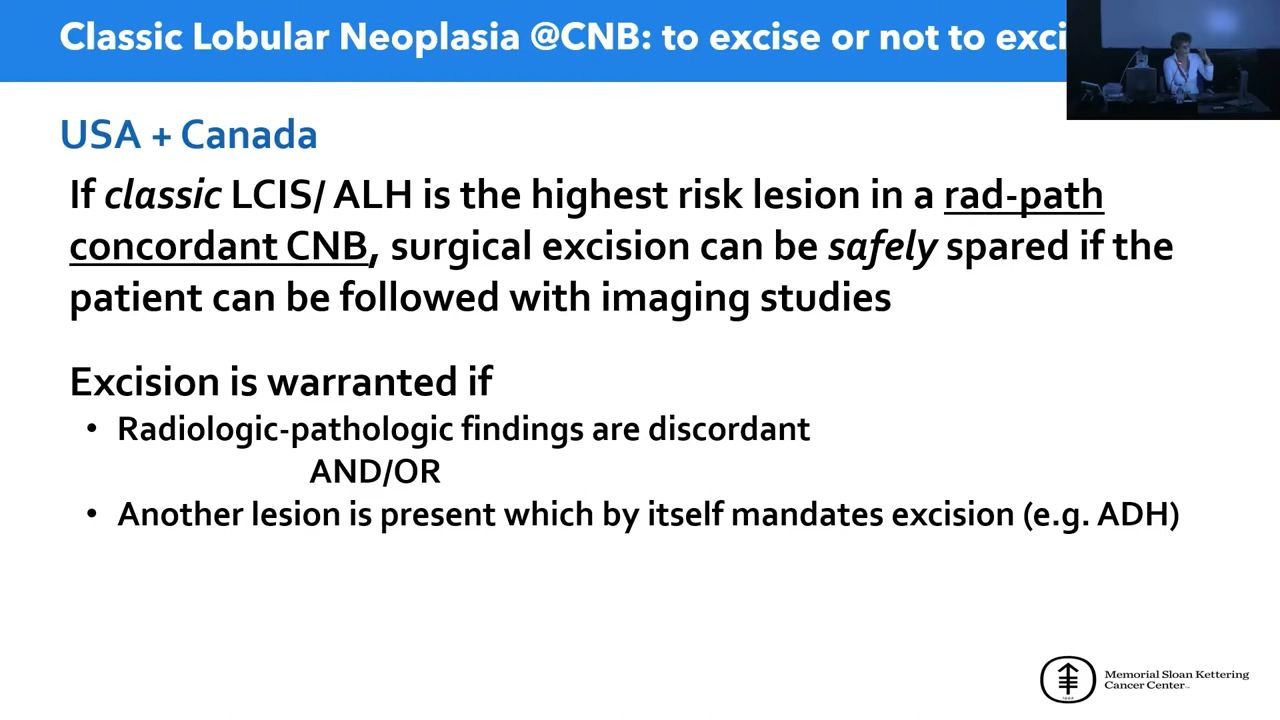 Classic Lobular Neoplasia @CNB: to excise or not to exci
USA + Canada
If classic LCIS/ ALH is the highest risk lesion in a rad-path
concordant CNB, surgical excision can be safely spared if the
patient can be followed with imaging studies
Excision is warranted if
• Radiologic-pathologic findings are discordant
AND/OR
• Another lesion is present which by itself mandates excision (e.g. ADH)
Memorial Sloan Kettering
Cancer Center